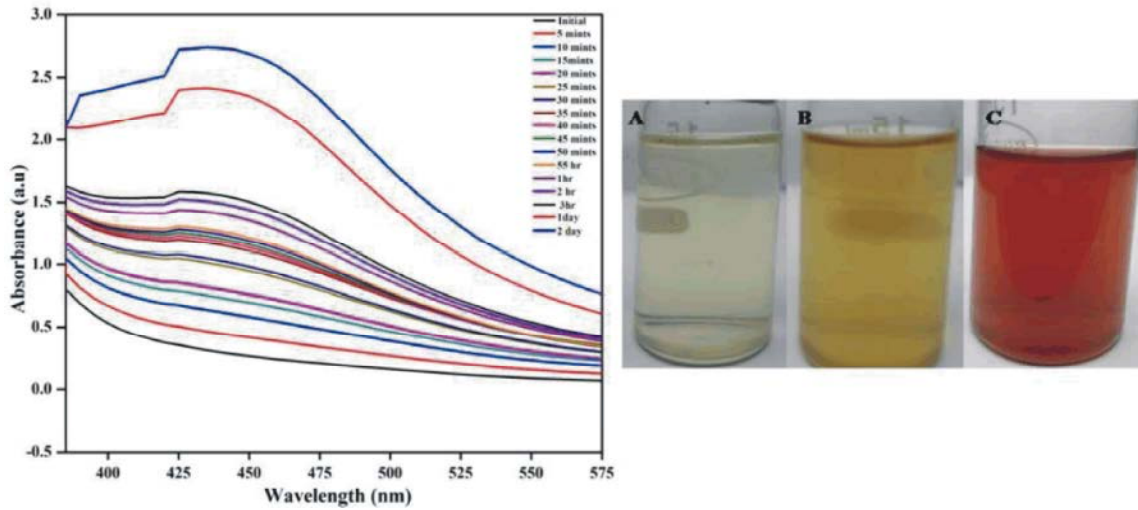 3.0
2.5
2.0
1.5
1.0
0.5
0.0
-0.5
Absorbance (a.u)
400 425 450 475 500 525 550 575
Wavelength (nm)
Initial
5 mints
10 mints
15mints
20 mints
25 mints
30 mints
35 mints
40 mints
45 mints
50 mints
55 hr
1hr
2 hr
3hr
1day
2 day
A
B
C